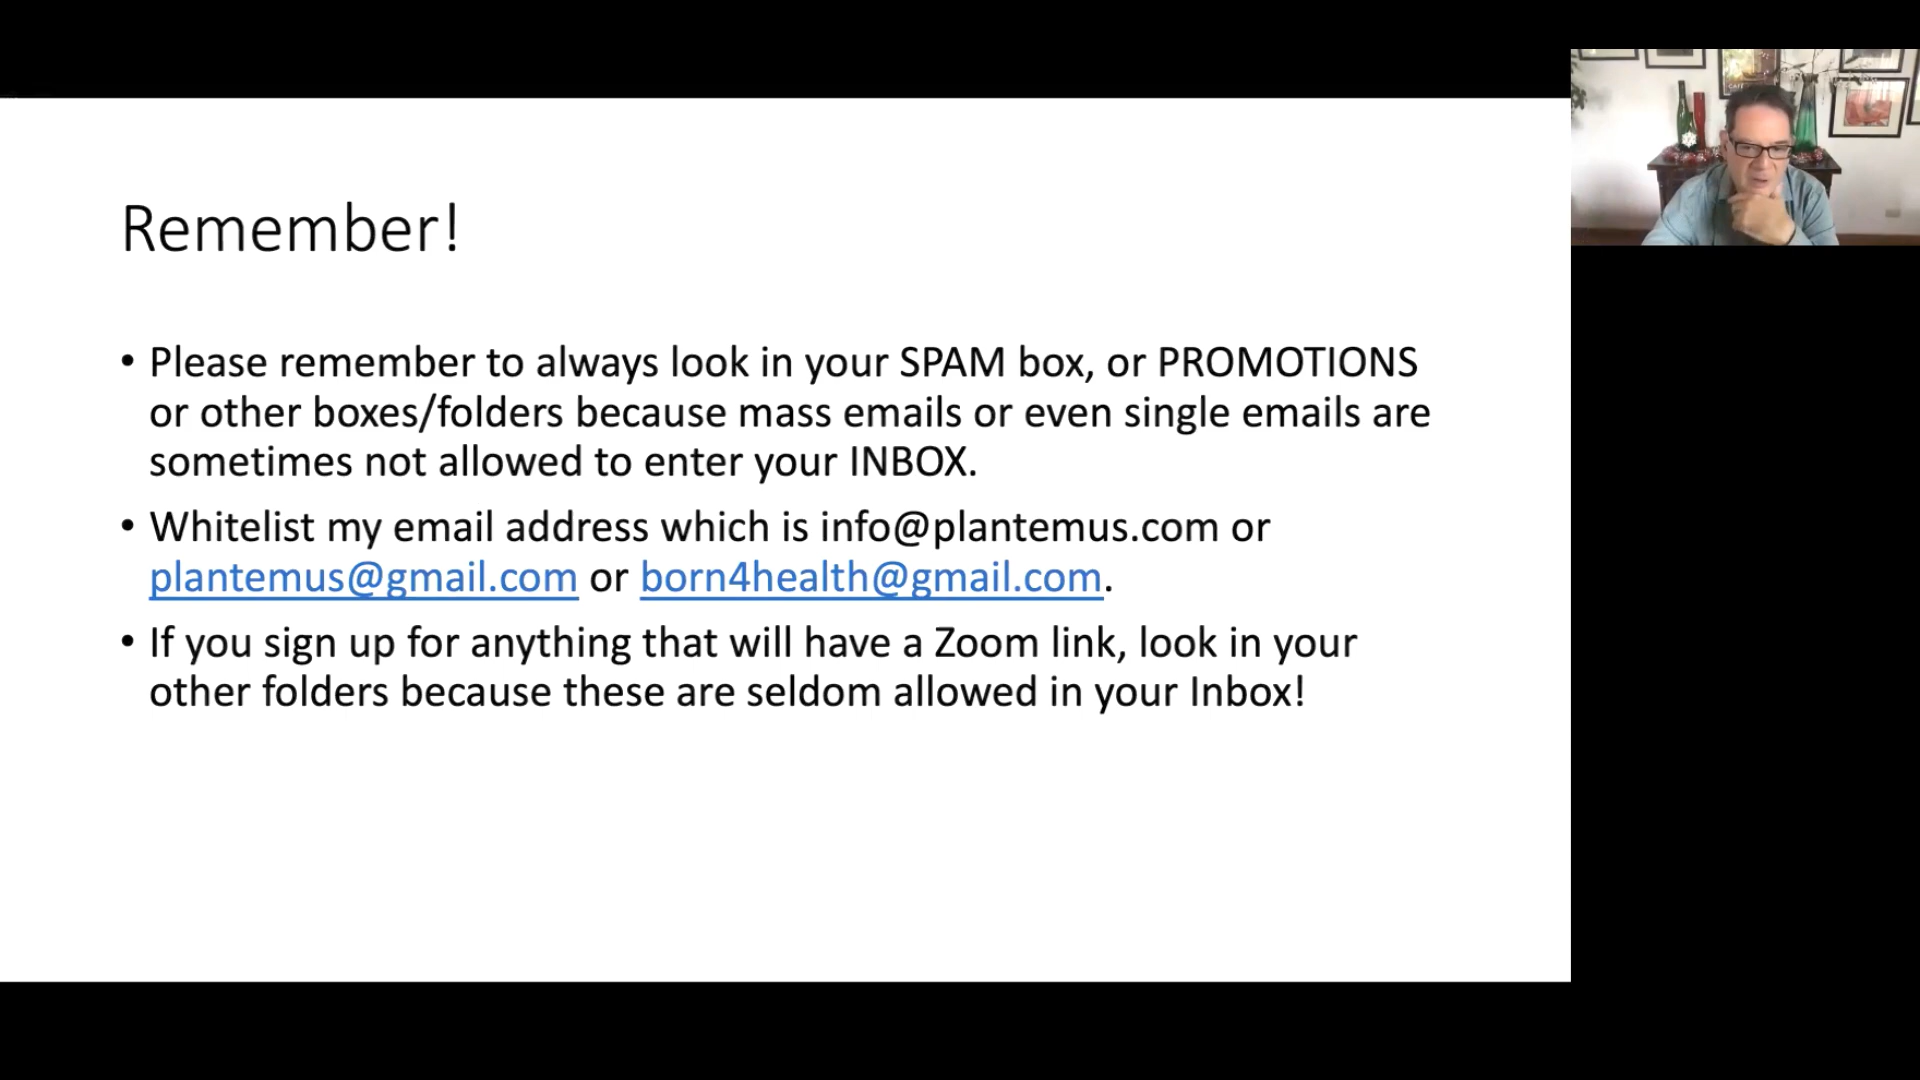 Remember!
• Please remember to always look in your SPAM box, or PROMOTIONS
or other boxes/folders because mass emails or even single emails are
sometimes not allowed to enter your INBOX.
• Whitelist my email address which is info@plantemus.com or
plantemus@gmail.com or born4health@gmail.com.
• If you sign up for anything that will have a Zoom link, look in your
other folders because these are seldom allowed in your Inbox!